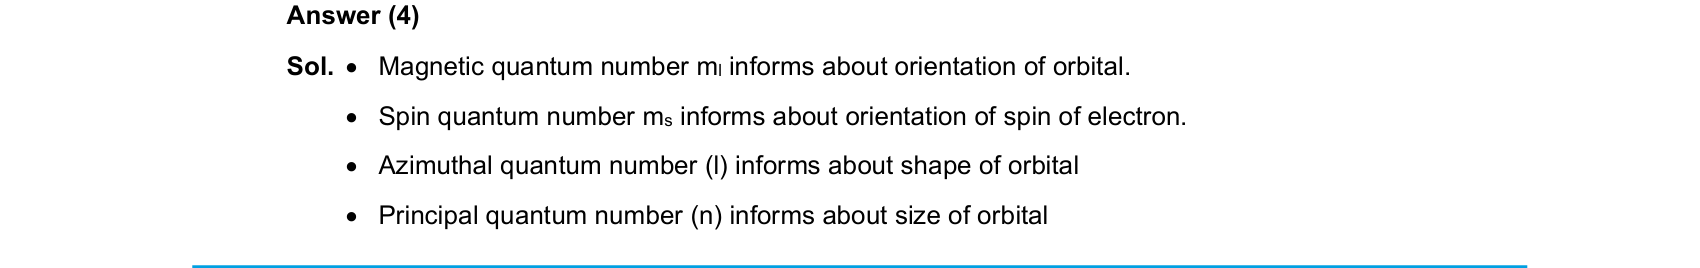 Answer (4)
Sol. • Magnetic quantum number mₗ informs about orientation of orbital.
• Spin quantum number mₛ informs about orientation of spin of electron.
• Azimuthal quantum number (l) informs about shape of orbital
• Principal quantum number (n) informs about size of orbital